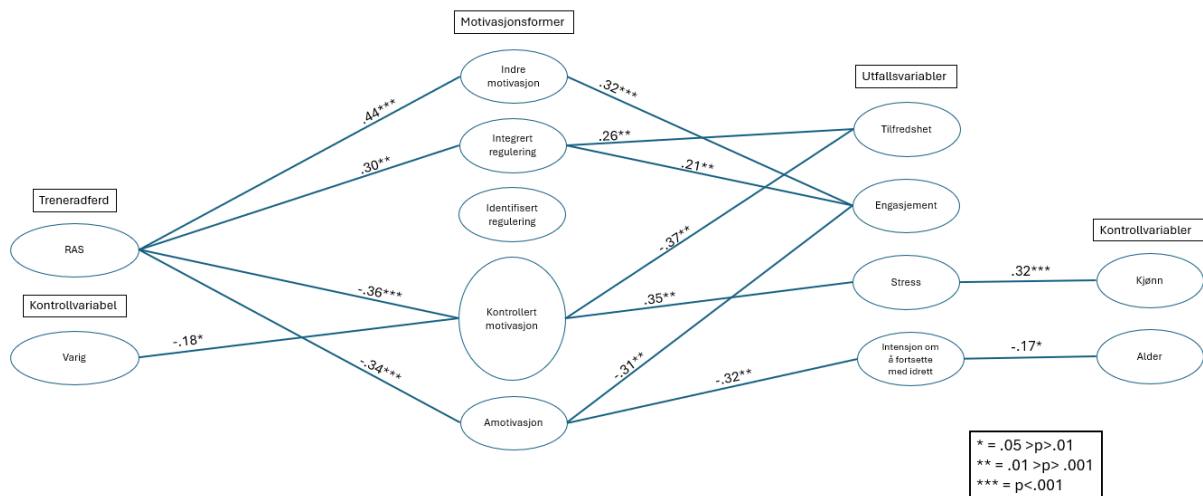 Motivasjonsformer
Indre
motivasjon
Utfallsvariabler
.44***
.32***
Tilfredshet
Integrert
regulering
.26**
.30**
.21**
Treneradferd
Identifisert
regulering
Engasjement
RAS
-.37**
Kontrollvariabler
Kontrollvariabel
-.36***
Kontrollert
motivasjon
.35**
Stress
.32***
Kjønn
Varig
-.18*
-.34***
-.31**
-.32**
Intensjon om
å fortsette
med idrett
-.17*
Alder
Amotivasjon
* = .05 >p>.01
** = .01 >p> .001
*** = p<.001